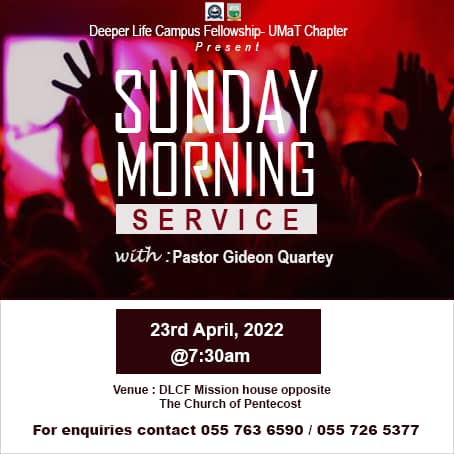 Deeper Life Campus Fellowship- UMaT Chapter
Present
SUNDAY
MORNING
SERVICE
with : Pastor Gideon Quartey
23rd April, 2022
@7:30am
Venue : DLCF Mission house opposite
The Church of Pentecost
For enquiries contact 055 763 6590 / 055 726 5377